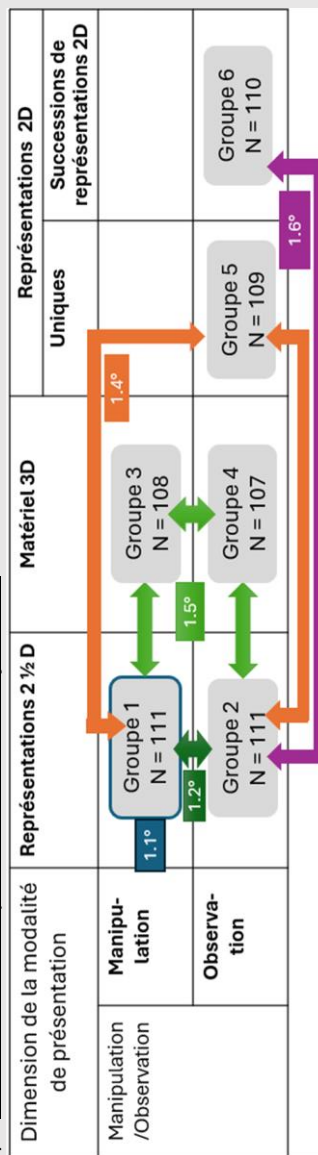 Dimension de la modalité
de présentation
Représentations 2 ½ D
Matériel 3D
Représentations 2D
Uniques
Successions de
représentations 2D
Manipulation
/Observation
Manipu-
lation
1.1°
Groupe 1
N = 111
Groupe 3
N = 108
1.4°
1.2°
1.5°
Observa-
tion
Groupe 2
N = 111
Groupe 4
N = 107
Groupe 5
N = 109
Groupe 6
N = 110
1.6°